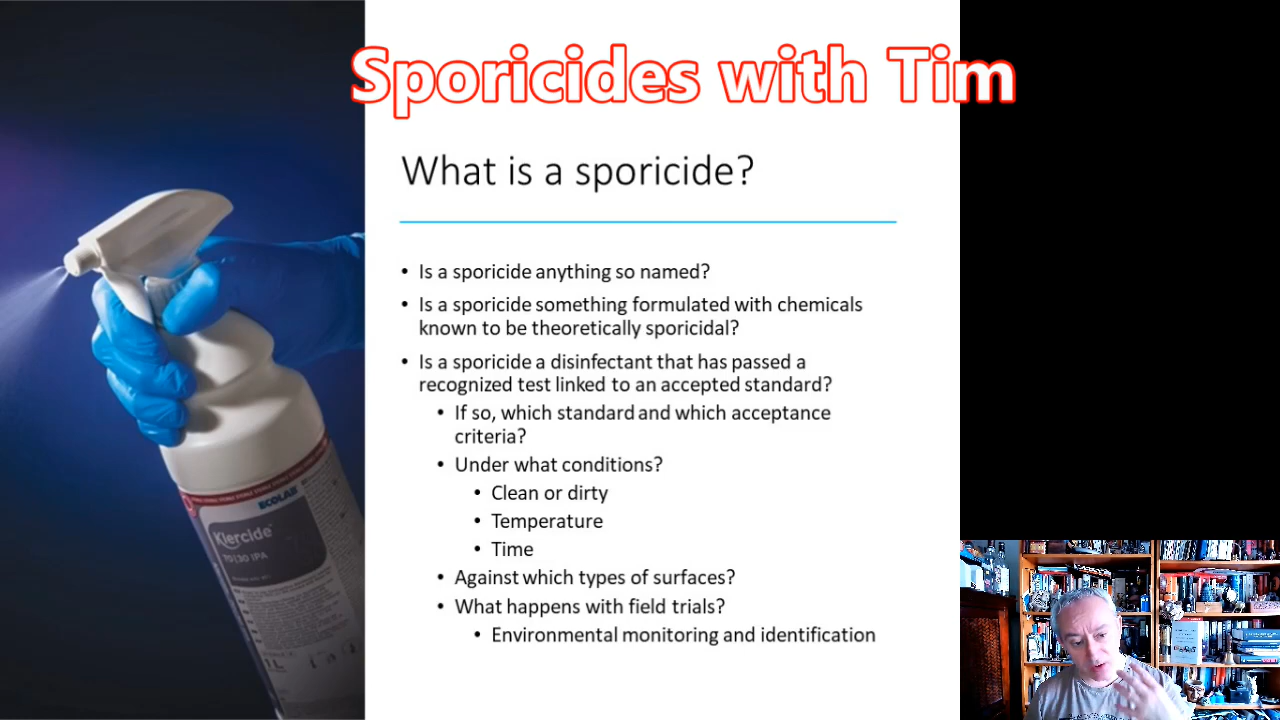 Sporicides with Tim
What is a sporicide?
• Is a sporicide anything so named?
• Is a sporicide something formulated with chemicals
known to be theoretically sporicidal?
• Is a sporicide a disinfectant that has passed a
recognized test linked to an accepted standard?
• If so, which standard and which acceptance
criteria?
• Under what conditions?
• Clean or dirty
• Temperature
• Time
• Against which types of surfaces?
• What happens with field trials?
• Environmental monitoring and identification
ECOLAB
Klercide
70|30 IPA
1L